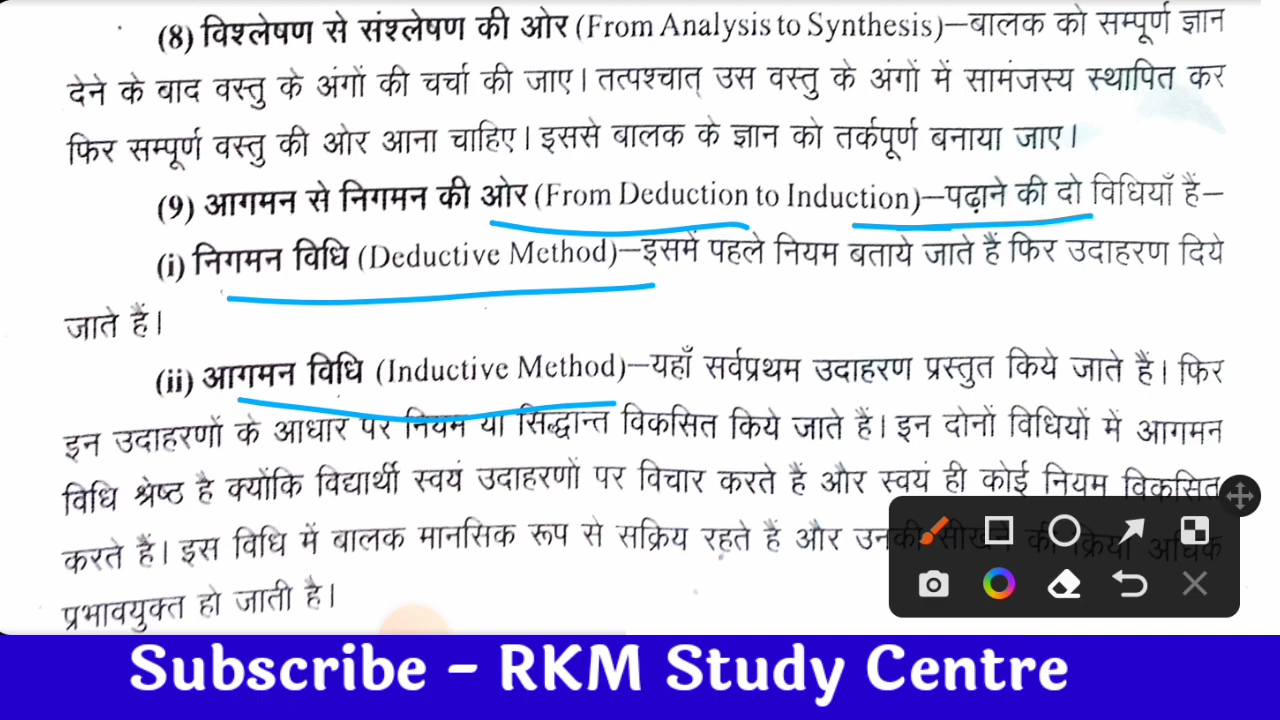 (8) विश्लेषण से संश्लेषण की ओर (From Analysis to Synthesis)–बालक को सम्पूर्ण ज्ञान
देने के बाद वस्तु के अंगों की चर्चा की जाए। तत्पश्चात् उस वस्तु के अंगों में सामंजस्य स्थापित कर
फिर सम्पूर्ण वस्तु की ओर आना चाहिए। इससे बालक के ज्ञान को तर्कपूर्ण बनाया जाए।
(9) आगमन से निगमन की ओर (From Deduction to Induction)–पढ़ाने की दो विधियाँ हैं–
(i) निगमन विधि (Deductive Method)–इसमें पहले नियम बताये जाते हैं फिर उदाहरण दिये
जाते हैं।
(ii) आगमन विधि (Inductive Method)–यहाँ सर्वप्रथम उदाहरण प्रस्तुत किये जाते हैं। फिर
इन उदाहरणों के आधार पर नियम या सिद्धान्त विकसित किये जाते हैं। इन दोनों विधियों में आगमन
विधि श्रेष्ठ है क्योंकि विद्यार्थी स्वयं उदाहरणों पर विचार करते हैं और स्वयं ही कोई नियम विकसित
करते हैं। इस विधि में बालक मानसिक रूप से सक्रिय रहते हैं और उनकी सीखने की क्रिया अधिक
प्रभावयुक्त हो जाती है।
Subscribe - RKM Study Centre